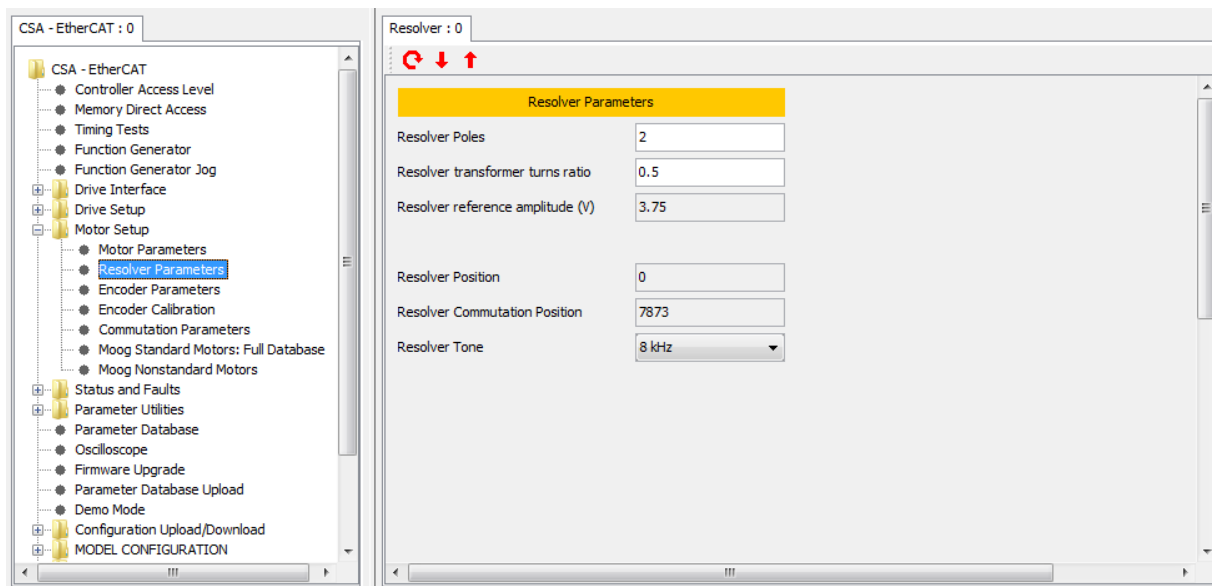 CSA - EtherCAT : 0
CSA - EtherCAT
Controller Access Level
Memory Direct Access
Timing Tests
Function Generator
Function Generator Jog
Drive Interface
Drive Setup
Motor Setup
Motor Parameters
Resolver Parameters
Encoder Parameters
Encoder Calibration
Commutation Parameters
Moog Standard Motors: Full Database
Moog Nonstandard Motors
Status and Faults
Parameter Utilities
Parameter Database
Oscilloscope
Firmware Upgrade
Parameter Database Upload
Demo Mode
Configuration Upload/Download
MODEL CONFIGURATION
Resolver : 0
Resolver Parameters
Resolver Poles 2
Resolver transformer turns ratio 0.5
Resolver reference amplitude (V) 3.75
Resolver Position 0
Resolver Commutation Position 7873
Resolver Tone 8 kHz